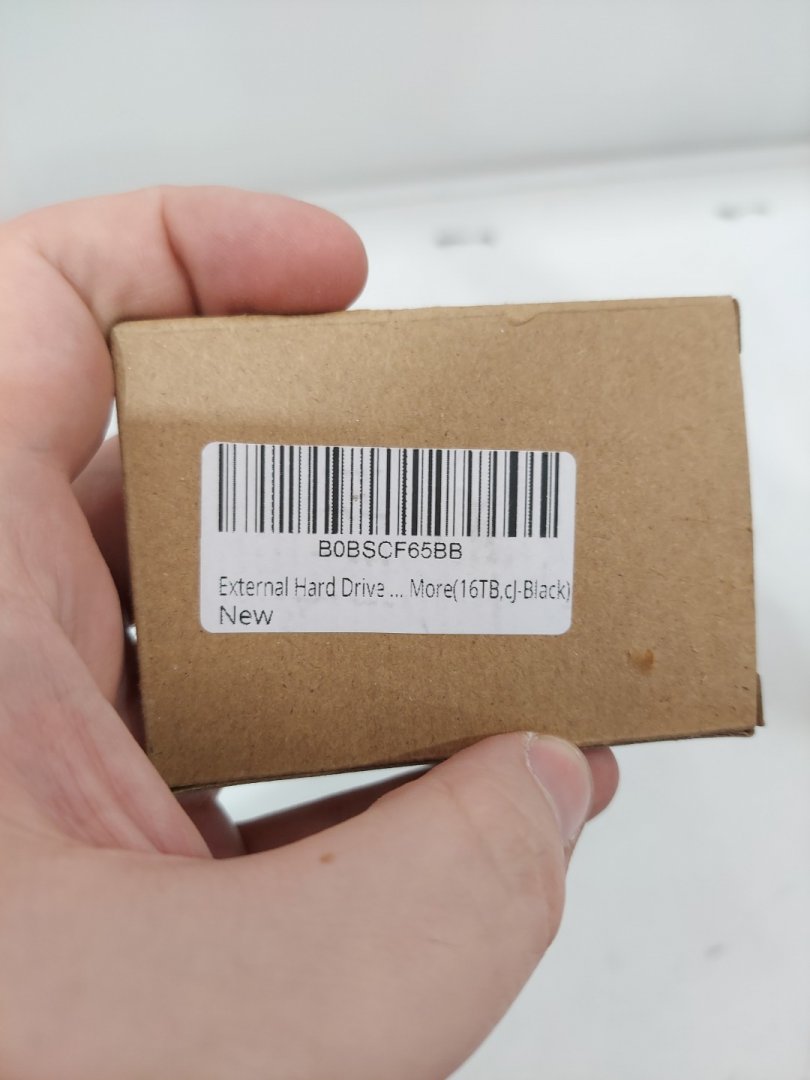 B0BSCF65BB
External Hard Drive ... More(16TB,cJ-Black)
New